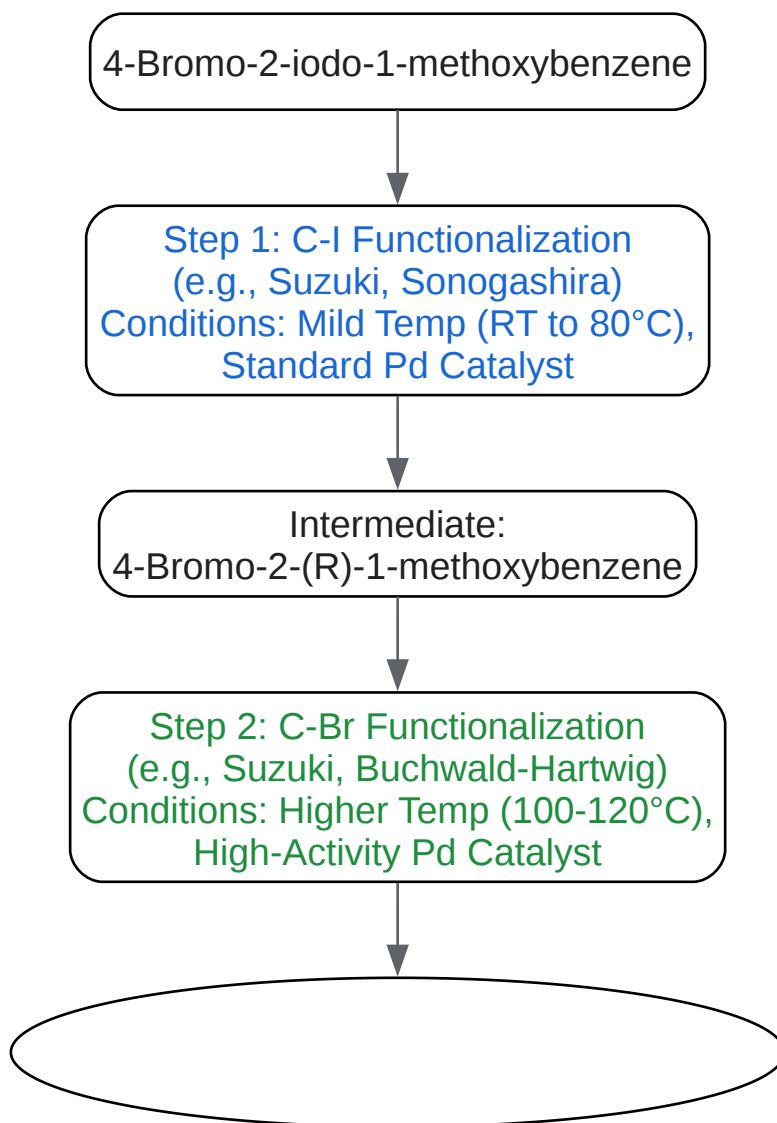 4-Bromo-2-iodo-1-methoxybenzene
Step 1: C-I Functionalization
(e.g., Suzuki, Sonogashira)
Conditions: Mild Temp (RT to 80°C),
Standard Pd Catalyst
Intermediate:
4-Bromo-2-(R)-1-methoxybenzene
Step 2: C-Br Functionalization
(e.g., Suzuki, Buchwald-Hartwig)
Conditions: Higher Temp (100-120°C),
High-Activity Pd Catalyst